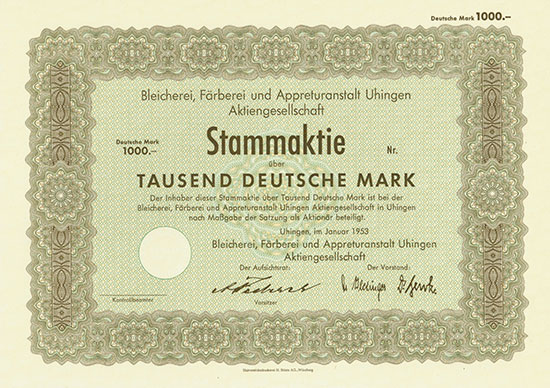 Deutsche Mark 1000.–
Bleicherei, Färberei und Appreturanstalt Uhingen
Aktiengesellschaft
Deutsche Mark
1000.–
Stammaktie
Nr.
über
TAUSEND DEUTSCHE MARK
Der Inhaber dieser Stammaktie über Tausend Deutsche Mark ist bei der
Bleicherei, Färberei und Appreturanstalt Uhingen Aktiengesellschaft in Uhingen
nach Maßgabe der Satzung als Aktionär beteiligt.
Uhingen, im Januar 1953
Bleicherei, Färberei und Appreturanstalt Uhingen
Aktiengesellschaft
Der Aufsichtsrat:
Der Vorstand:
Kontrollbeamter
Vorsitzer